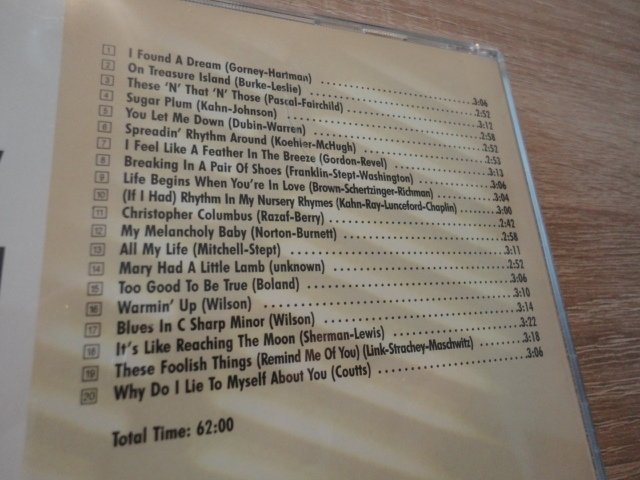 1 I Found A Dream (Gorney-Hartman) 3:06
2 On Treasure Island (Burke-Leslie) 2:52
3 These 'N' That 'N' Those (Pascal-Fairchild) 3:12
4 Sugar Plum (Kahn-Johnson) 2:58
5 You Let Me Down (Dubin-Warren) 2:52
6 Spreadin' Rhythm Around (Koehler-McHugh) 2:53
7 I Feel Like A Feather In The Breeze (Gordon-Revel) 3:13
8 Breaking In A Pair Of Shoes (Franklin-Stept-Washington) 3:06
9 Life Begins When You're In Love (Brown-Schertzinger-Richman) 3:04
10 (If I Had) Rhythm In My Nursery Rhymes (Kahn-Ray-Lunceford-Chaplin) 3:00
11 Christopher Columbus (Razaf-Berry) 2:42
12 My Melancholy Baby (Norton-Burnett) 2:58
13 All My Life (Mitchell-Stept) 3:11
14 Mary Had A Little Lamb (unknown) 2:52
15 Too Good To Be True (Boland) 3:06
16 Warmin' Up (Wilson) 3:10
17 Blues In C Sharp Minor (Wilson) 3:14
18 It's Like Reaching The Moon (Sherman-Lewis) 3:22
19 These Foolish Things (Remind Me Of You) (Link-Strachey-Maschwitz) 3:18
20 Why Do I Lie To Myself About You (Coutts) 3:06
Total Time: 62:00